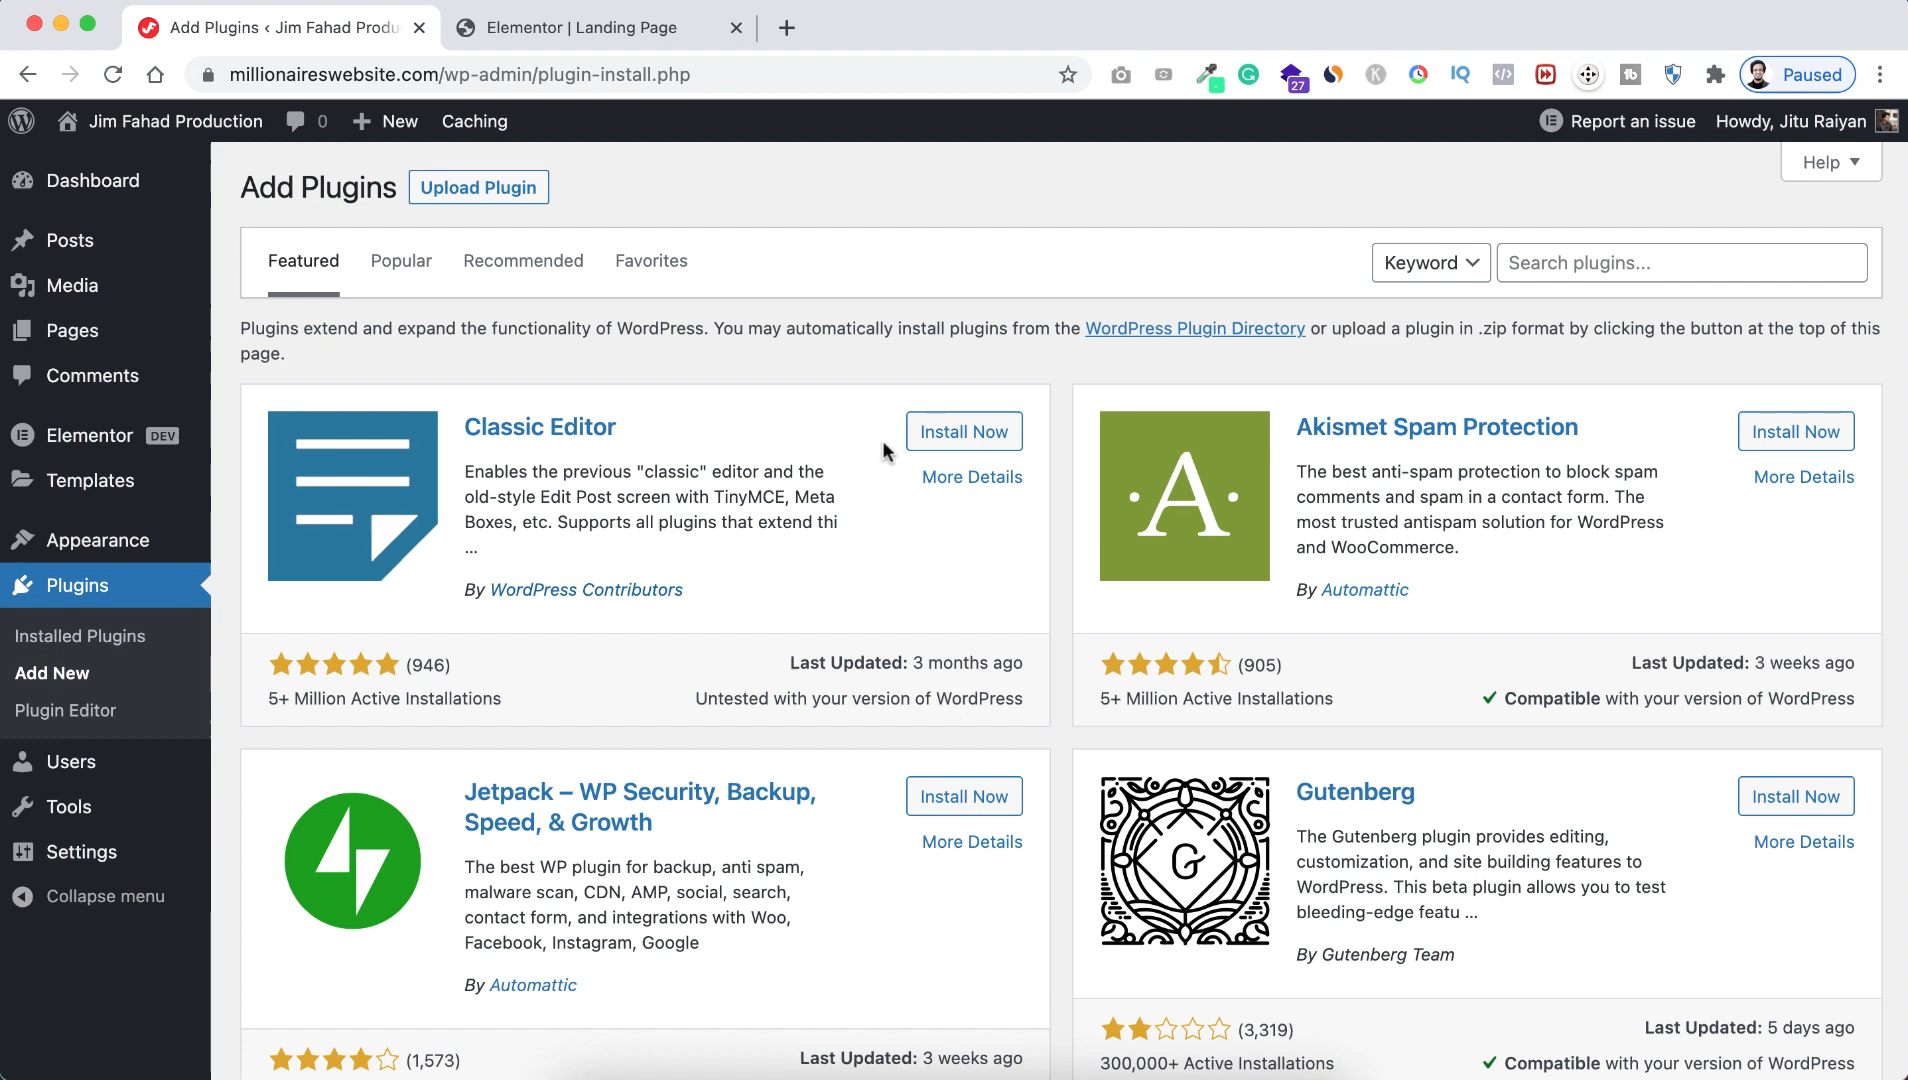 Add Plugins ‹ Jim Fahad Produ
Elementor | Landing Page
millionaireswebsite.com/wp-admin/plugin-install.php
27
IQ
K
tb
Paused
Jim Fahad Production
0
New
Caching
Report an issue
Howdy, Jitu Raiyan
Dashboard
Posts
Media
Pages
Comments
Elementor DEV
Templates
Appearance
Plugins
Installed Plugins
Add New
Plugin Editor
Users
Tools
Settings
Collapse menu
Help
Add Plugins
Upload Plugin
Featured
Popular
Recommended
Favorites
Keyword
Search plugins...
Plugins extend and expand the functionality of WordPress. You may automatically install plugins from the WordPress Plugin Directory or upload a plugin in .zip format by clicking the button at the top of this
page.
Classic Editor
Install Now
More Details
Enables the previous "classic" editor and the
old-style Edit Post screen with TinyMCE, Meta
Boxes, etc. Supports all plugins that extend thi
...
By WordPress Contributors
(946)
Last Updated: 3 months ago
5+ Million Active Installations
Untested with your version of WordPress
A
Akismet Spam Protection
Install Now
More Details
The best anti-spam protection to block spam
comments and spam in a contact form. The
most trusted antispam solution for WordPress
and WooCommerce.
By Automattic
(905)
Last Updated: 3 weeks ago
5+ Million Active Installations
Compatible with your version of WordPress
Jetpack – WP Security, Backup,
Speed, & Growth
Install Now
More Details
The best WP plugin for backup, anti spam,
malware scan, CDN, AMP, social, search,
contact form, and integrations with Woo,
Facebook, Instagram, Google
By Automattic
(1,573)
Last Updated: 3 weeks ago
G
Gutenberg
Install Now
More Details
The Gutenberg plugin provides editing,
customization, and site building features to
WordPress. This beta plugin allows you to test
bleeding-edge featu ...
By Gutenberg Team
(3,319)
Last Updated: 5 days ago
300,000+ Active Installations
Compatible with your version of WordPress